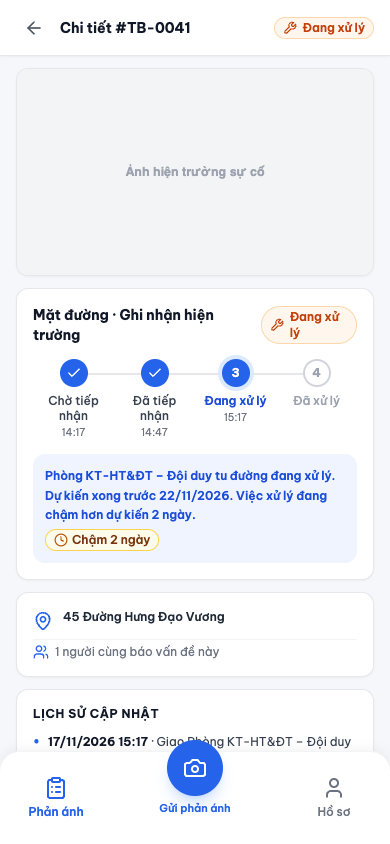 Chi tiết #TB-0041
Đang xử lý
Ảnh hiện trường sự cố
Mặt đường · Ghi nhận hiện
trường
Đang xử
lý
3
4
Chờ tiếp
nhận
14:17
Đã tiếp
nhận
14:47
Đang xử lý
15:17
Đã xử lý
Phòng KT-HT&ĐT – Đội duy tu đường đang xử lý.
Dự kiến xong trước 22/11/2026. Việc xử lý đang
chậm hơn dự kiến 2 ngày.
Chậm 2 ngày
45 Đường Hưng Đạo Vương
1 người cùng báo vấn đề này
LỊCH SỬ CẬP NHẬT
17/11/2026 15:17 · Giao Phòng KT-HT&ĐT – Đội duy
Phản ánh
Gửi phản ánh
Hồ sơ